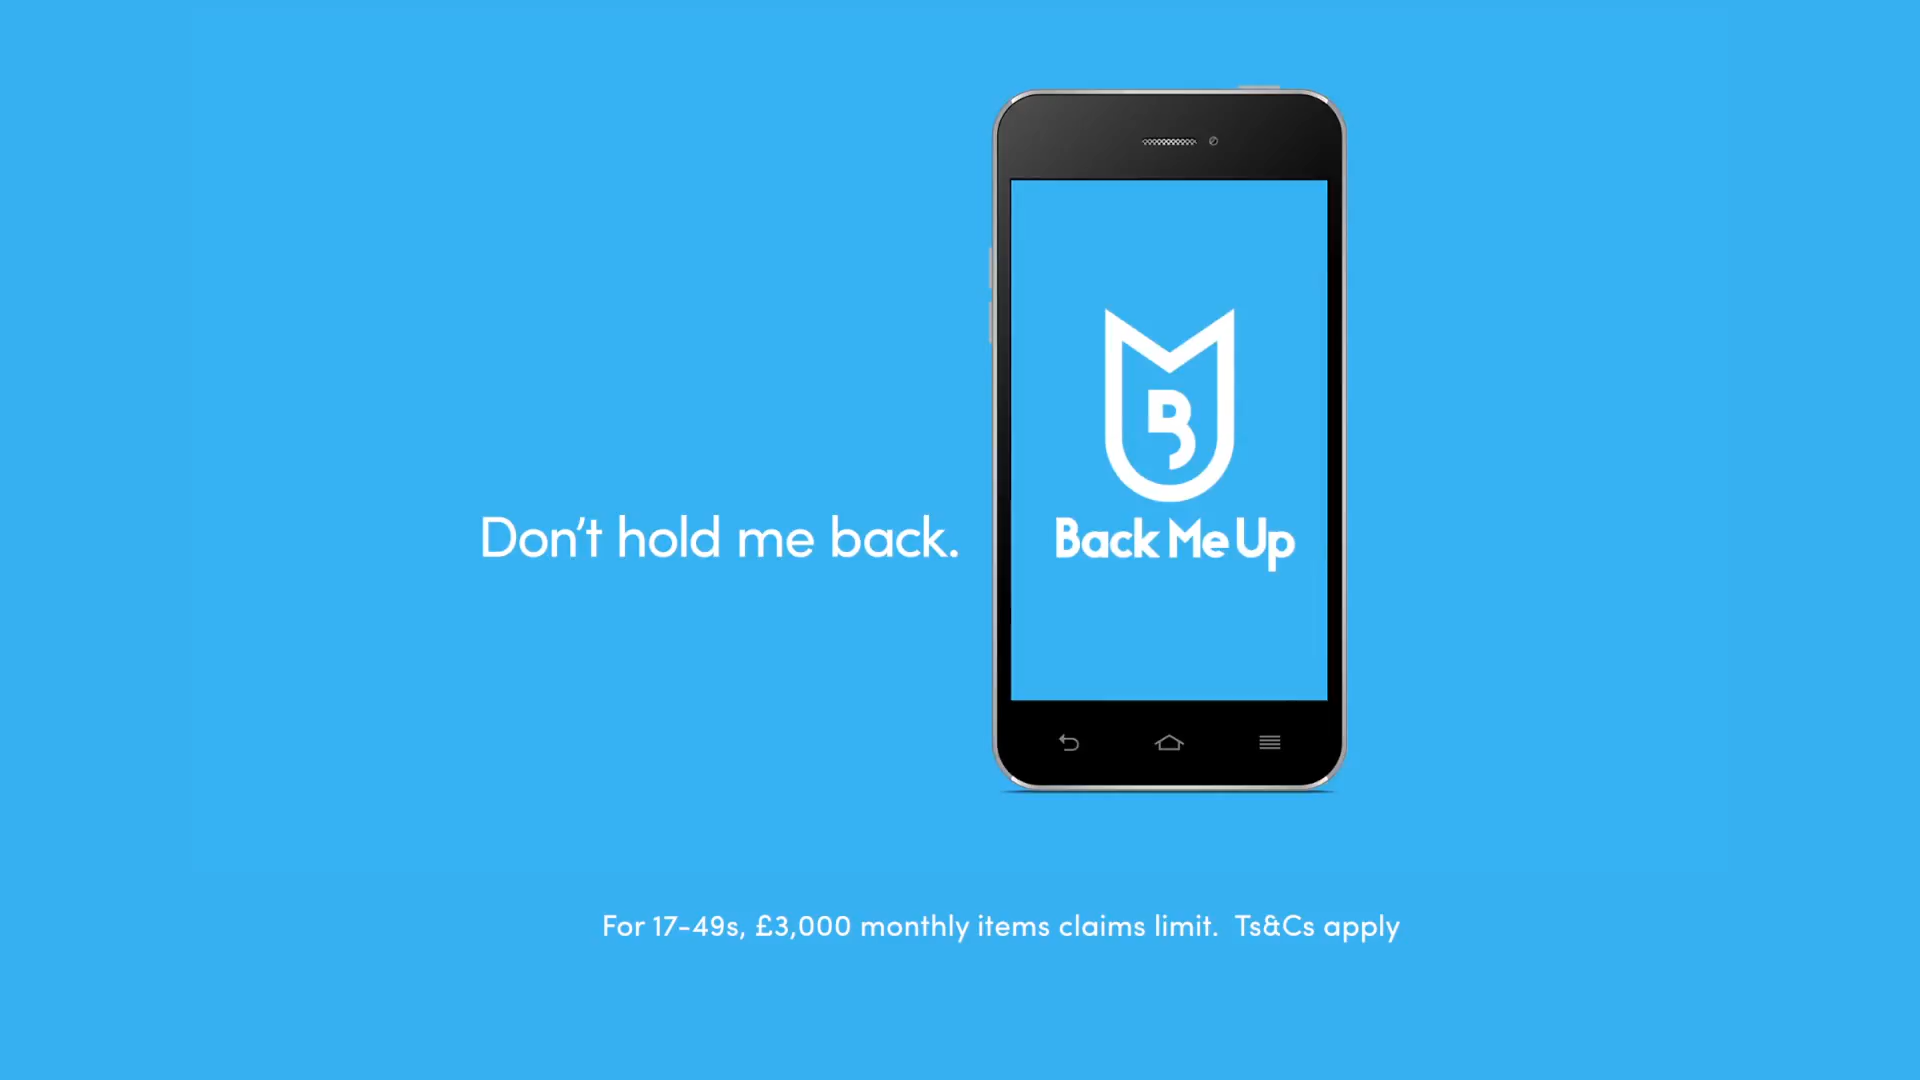 B
Don't hold me back. Back Me Up
For 17-49s, £3,000 monthly items claims limit. Ts&Cs apply